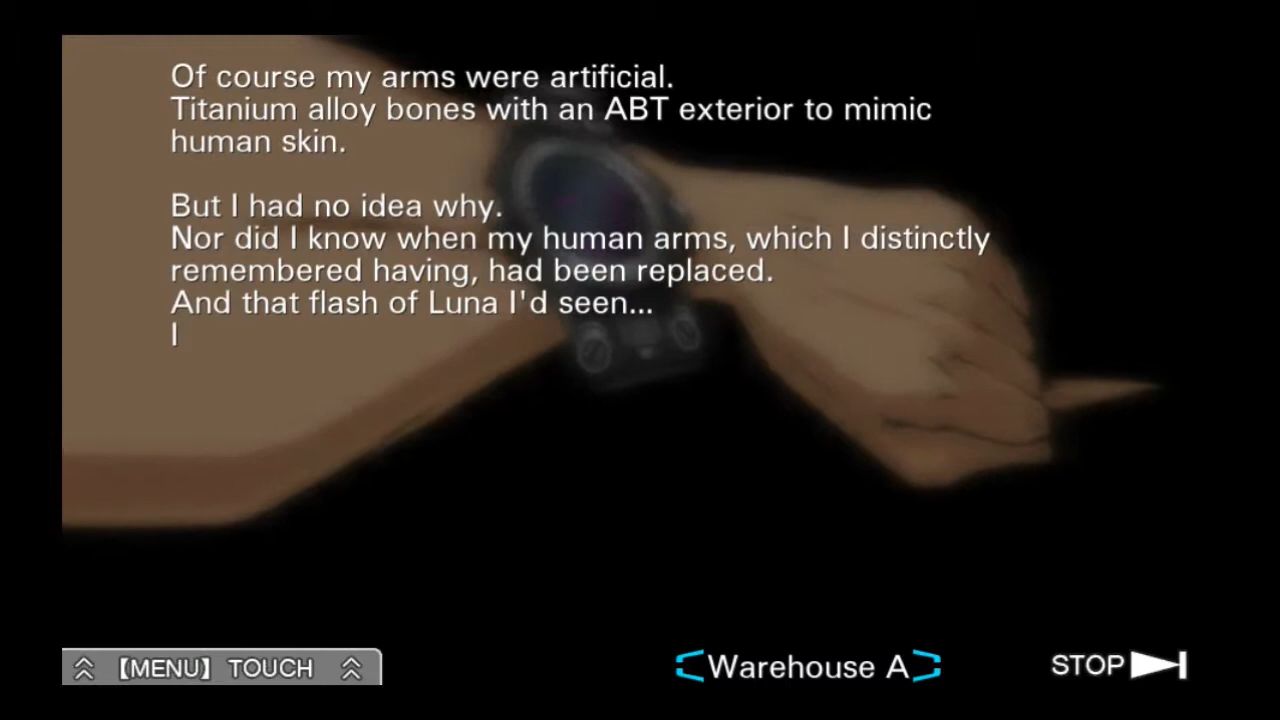 Of course my arms were artificial.
Titanium alloy bones with an ABT exterior to mimic
human skin.
But I had no idea why.
Nor did I know when my human arms, which I distinctly
remembered having, had been replaced.
And that flash of Luna I'd seen...
I
【MENU】 TOUCH
Warehouse A
STOP